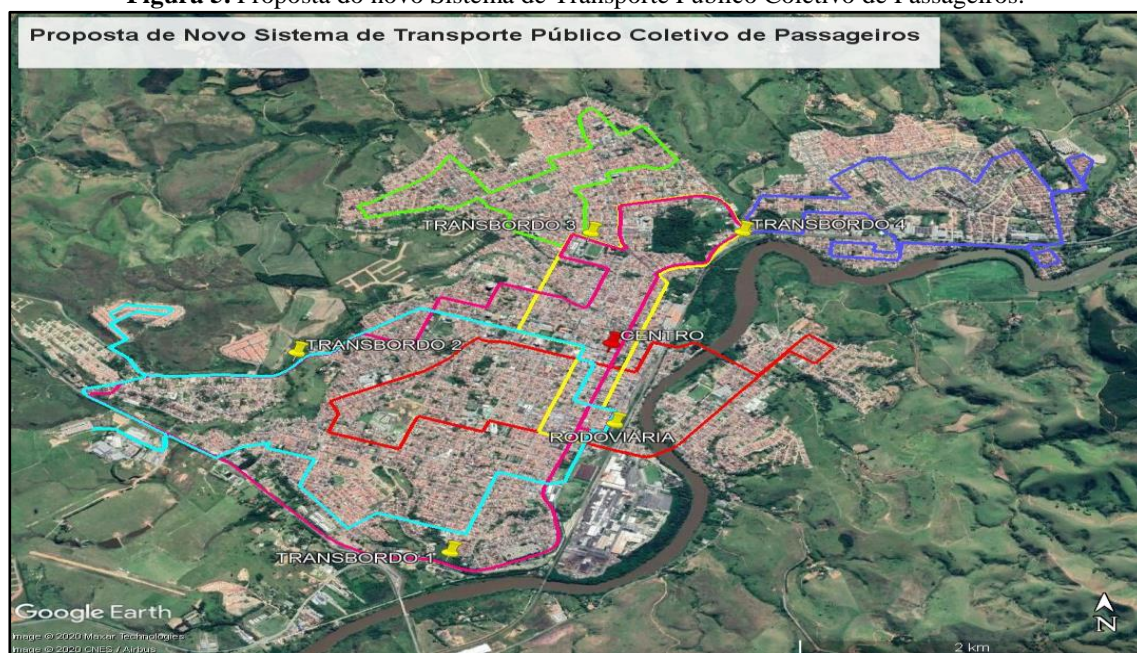 Figura 3. Proposta do novo Sistema de Transporte Público Coletivo de Passageiros.
Proposta de Novo Sistema de Transporte Público Coletivo de Passageiros
TRANSBORDO 3
TRANSBORDO 4
CENTRO
TRANSBORDO 2
RODOVIÁRIA
TRANSBORDO 1
Google Earth
Image © 2020 Maxar Technologies
Image © 2020 CNES / Airbus
N
2 km